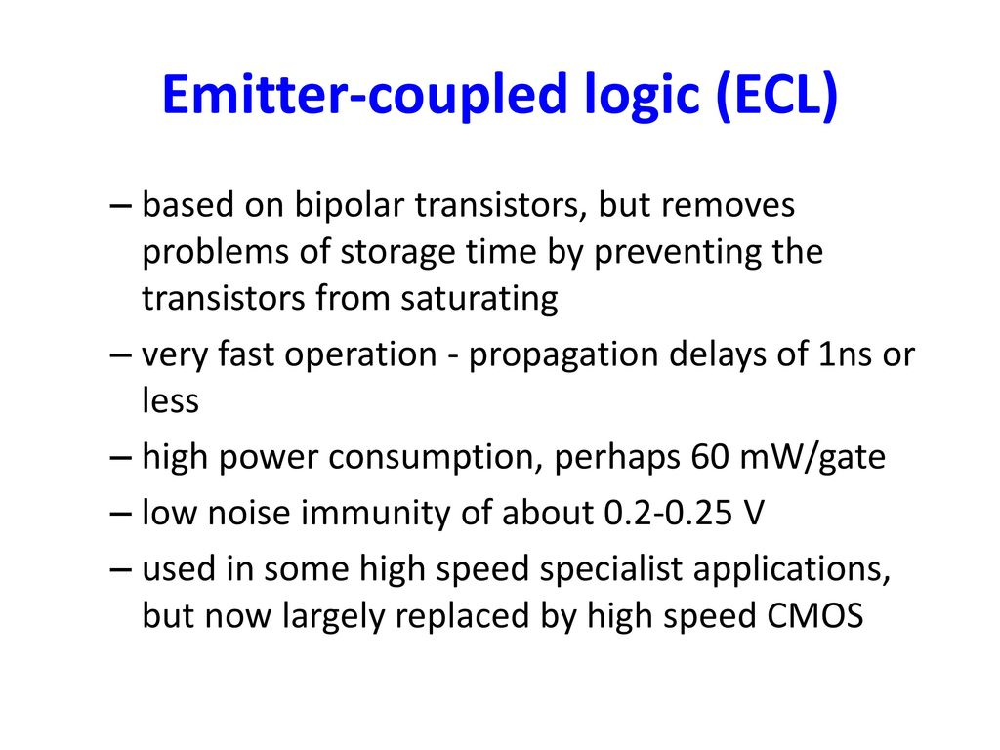 Emitter-coupled logic (ECL)
– based on bipolar transistors, but removes
problems of storage time by preventing the
transistors from saturating
– very fast operation - propagation delays of 1ns or
less
– high power consumption, perhaps 60 mW/gate
– low noise immunity of about 0.2-0.25 V
– used in some high speed specialist applications,
but now largely replaced by high speed CMOS